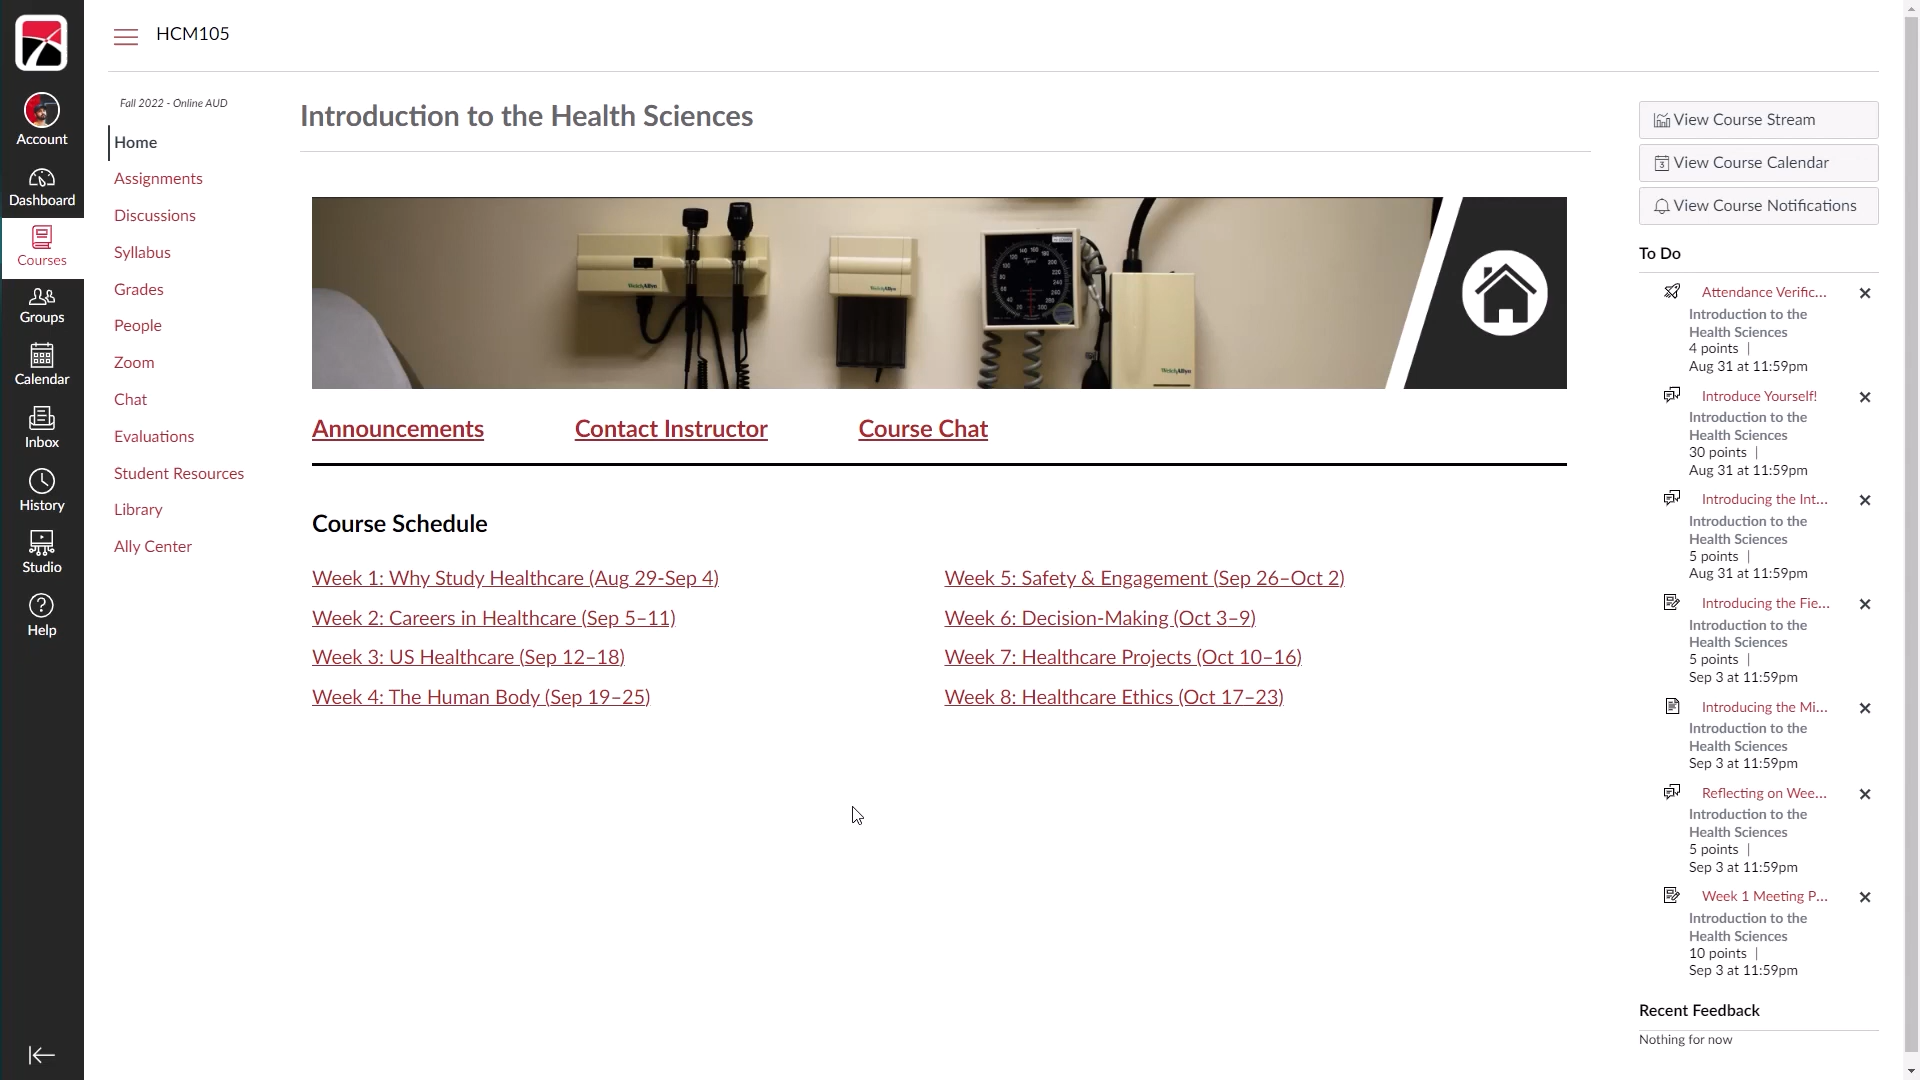 HCM105
Account
Dashboard
Courses
Groups
Calendar
Inbox
History
Studio
Help
Fall 2022 - Online AUD
Home
Assignments
Discussions
Syllabus
Grades
People
Zoom
Chat
Evaluations
Student Resources
Library
Ally Center
Introduction to the Health Sciences
WelchAllyn
WelchAllyn
WelchAllyn
Announcements
Contact Instructor
Course Chat
Course Schedule
Week 1: Why Study Healthcare (Aug 29-Sep 4)
Week 2: Careers in Healthcare (Sep 5–11)
Week 3: US Healthcare (Sep 12–18)
Week 4: The Human Body (Sep 19–25)
Week 5: Safety & Engagement (Sep 26–Oct 2)
Week 6: Decision-Making (Oct 3–9)
Week 7: Healthcare Projects (Oct 10–16)
Week 8: Healthcare Ethics (Oct 17–23)
View Course Stream
View Course Calendar
View Course Notifications
To Do
Attendance Verific...
Introduction to the
Health Sciences
4 points |
Aug 31 at 11:59pm
Introduce Yourself!
Introduction to the
Health Sciences
30 points |
Aug 31 at 11:59pm
Introducing the Int...
Introduction to the
Health Sciences
5 points |
Aug 31 at 11:59pm
Introducing the Fie...
Introduction to the
Health Sciences
5 points |
Sep 3 at 11:59pm
Introducing the Mi...
Introduction to the
Health Sciences
Sep 3 at 11:59pm
Reflecting on Wee...
Introduction to the
Health Sciences
5 points |
Sep 3 at 11:59pm
Week 1 Meeting P...
Introduction to the
Health Sciences
10 points |
Sep 3 at 11:59pm
Recent Feedback
Nothing for now